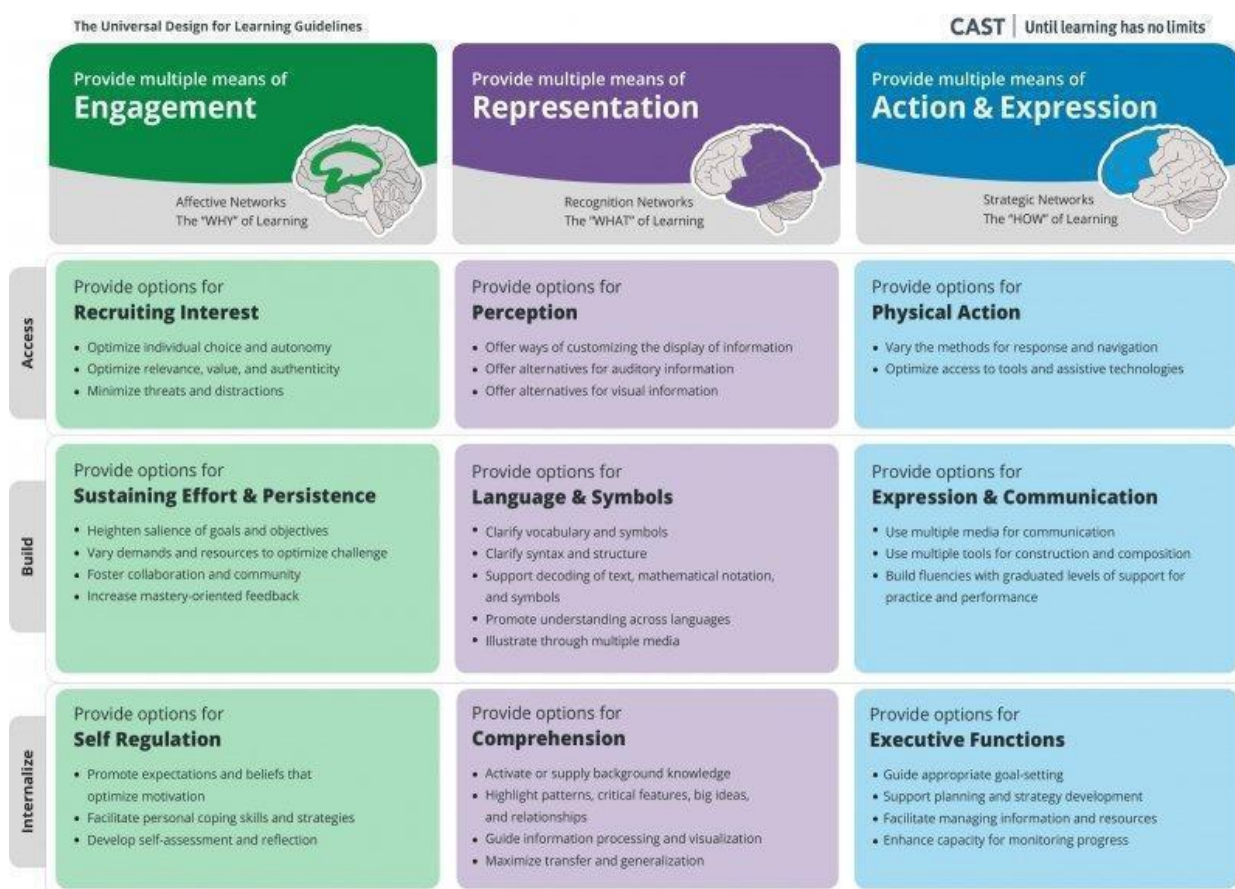 The Universal Design for Learning Guidelines
CAST | Until learning has no limits
Provide multiple means of
Engagement
Affective Networks
The "WHY" of Learning
Provide multiple means of
Representation
Recognition Networks
The "WHAT" of Learning
Provide multiple means of
Action & Expression
Strategic Networks
The "HOW" of Learning
Access
Provide options for
Recruiting Interest
• Optimize individual choice and autonomy
• Optimize relevance, value, and authenticity
• Minimize threats and distractions
Provide options for
Perception
• Offer ways of customizing the display of information
• Offer alternatives for auditory information
• Offer alternatives for visual information
Provide options for
Physical Action
• Vary the methods for response and navigation
• Optimize access to tools and assistive technologies
Build
Provide options for
Sustaining Effort & Persistence
• Heighten salience of goals and objectives
• Vary demands and resources to optimize challenge
• Foster collaboration and community
• Increase mastery-oriented feedback
Provide options for
Language & Symbols
• Clarify vocabulary and symbols
• Clarify syntax and structure
• Support decoding of text, mathematical notation,
and symbols
• Promote understanding across languages
• Illustrate through multiple media
Provide options for
Expression & Communication
• Use multiple media for communication
• Use multiple tools for construction and composition
• Build fluencies with graduated levels of support for
practice and performance
Internalize
Provide options for
Self Regulation
• Promote expectations and beliefs that
optimize motivation
• Facilitate personal coping skills and strategies
• Develop self-assessment and reflection
Provide options for
Comprehension
• Activate or supply background knowledge
• Highlight patterns, critical features, big ideas,
and relationships
• Guide information processing and visualization
• Maximize transfer and generalization
Provide options for
Executive Functions
• Guide appropriate goal-setting
• Support planning and strategy development
• Facilitate managing information and resources
• Enhance capacity for monitoring progress